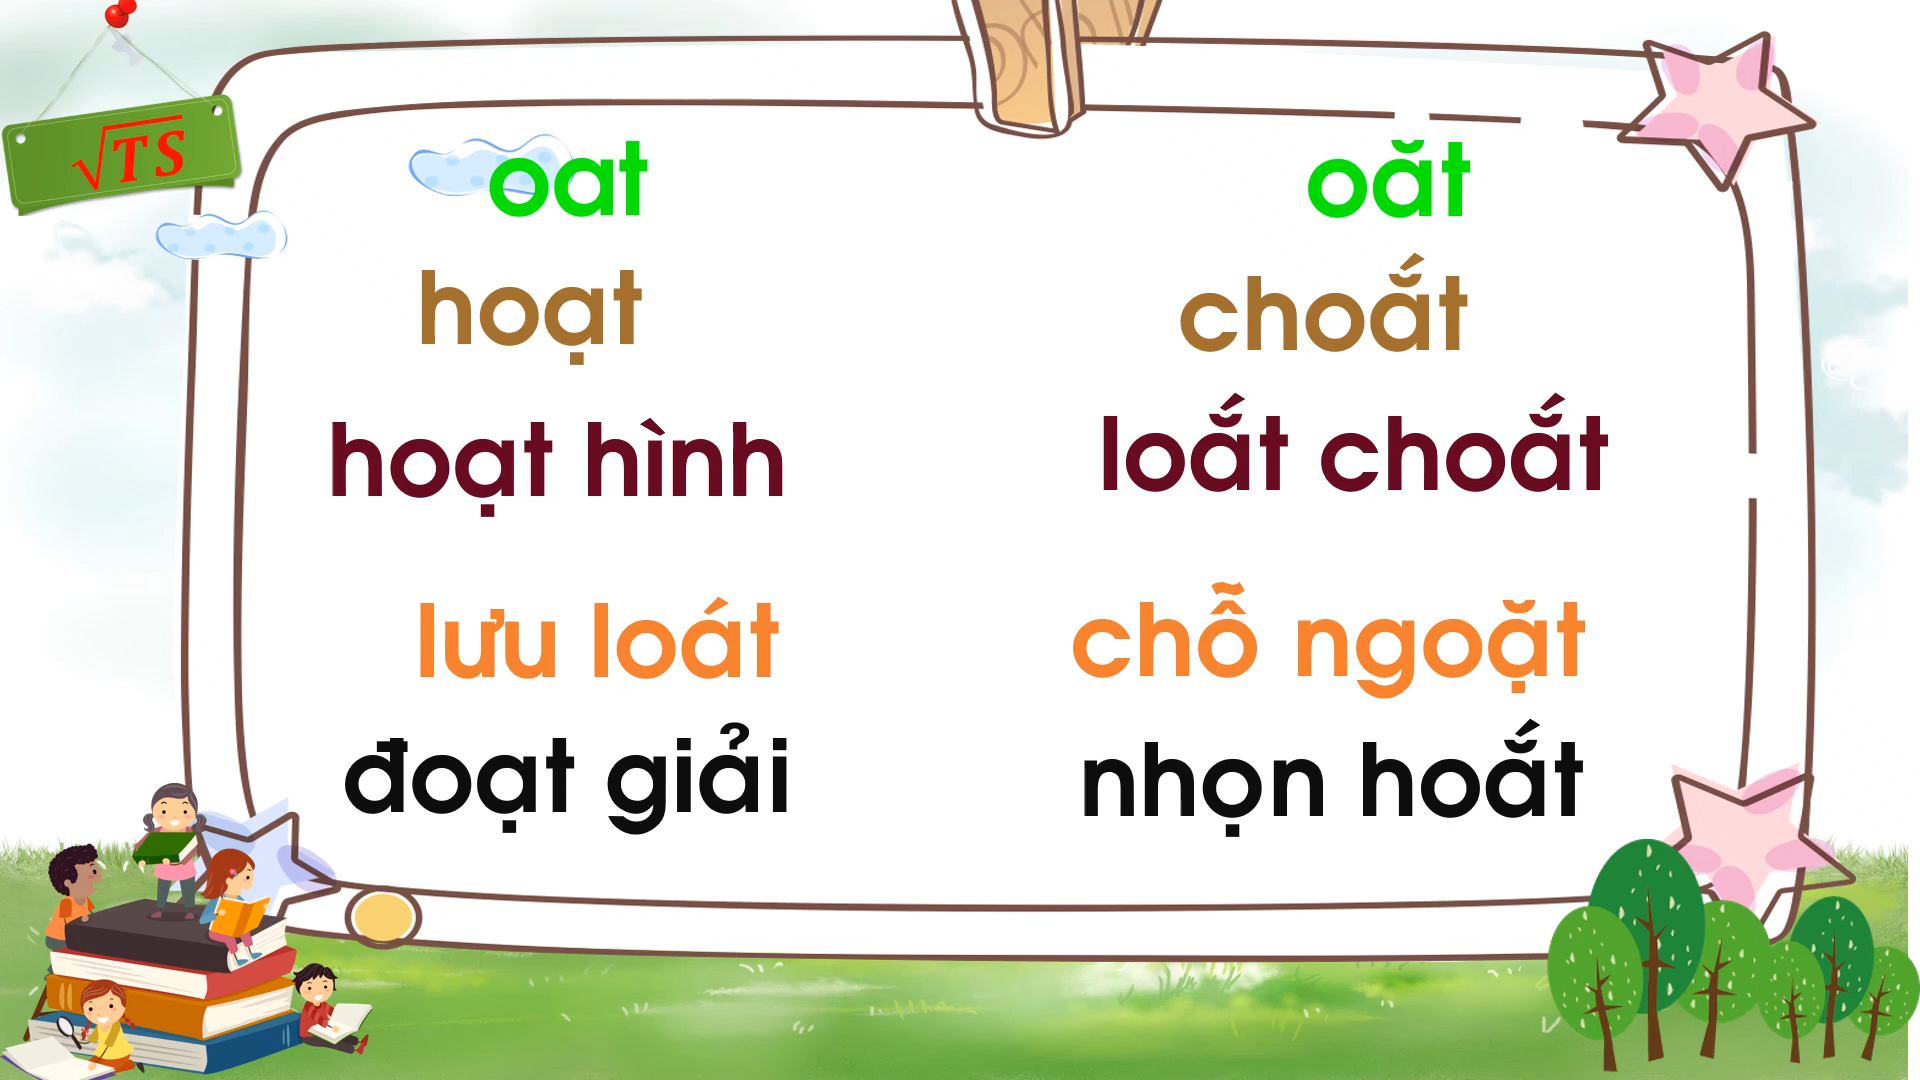 √TS
oat
hoạt
hoạt hình
lưu loát
đoạt giải
oăt
choắt
loắt choắt
chỗ ngoặt
nhọn hoắt